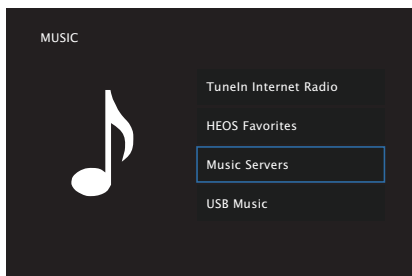 MUSIC
TuneIn Internet Radio
HEOS Favorites
Music Servers
USB Music